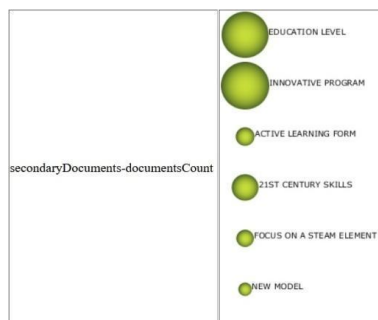 EDUCATION LEVEL
INNOVATIVE PROGRAM
ACTIVE LEARNING FORM
secondaryDocuments-documentsCount
21ST CENTURY SKILLS
FOCUS ON A STEAM ELEMENT
NEW MODEL